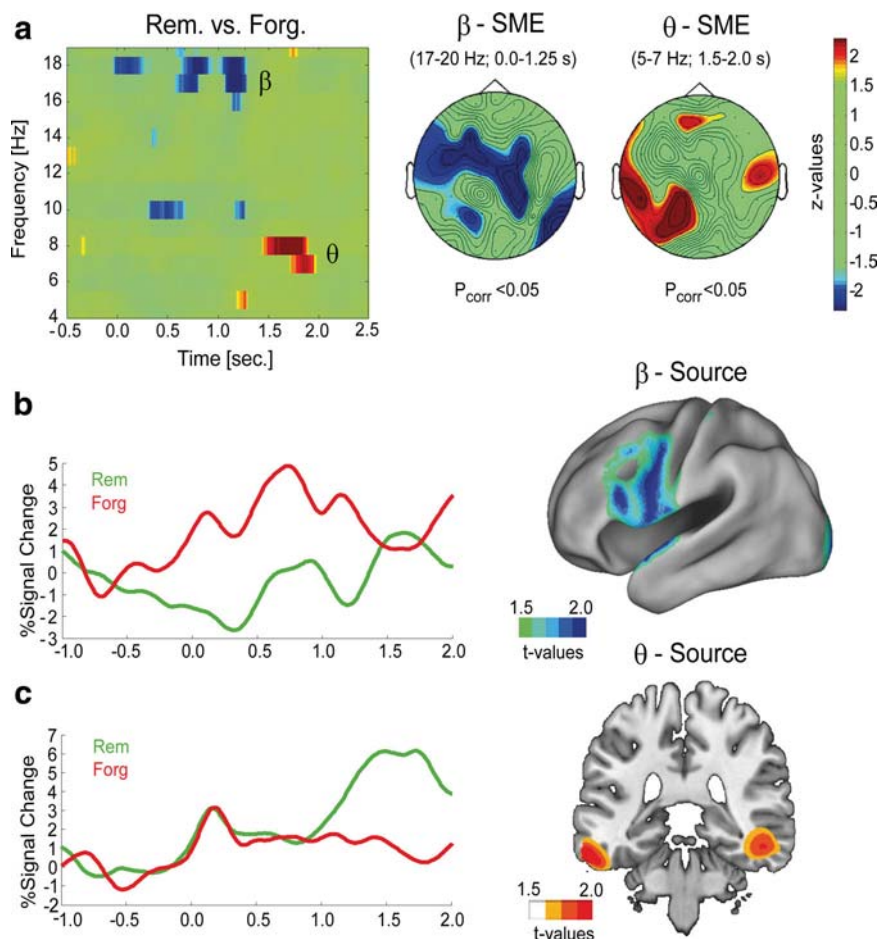 a
Rem. vs. Forg.
Frequency [Hz]
18
16
14
12
10
8
6
4
β
θ
-0.5 0.0 0.5 1.0 1.5 2.0 2.5
Time [sec.]
β - SME
(17-20 Hz; 0.0-1.25 s)
Pcorr <0.05
θ - SME
(5-7 Hz; 1.5-2.0 s)
Pcorr <0.05
2
1.5
1
0.5
0
-0.5
-1
-1.5
-2
z-values
b
%Signal Change
5
4
3
2
1
0
-1
-2
-3
Rem
Forg
-1.0 -0.5 0.0 0.5 1.0 1.5 2.0
β - Source
1.5 2.0
t-values
c
%Signal Change
7
6
5
4
3
2
1
0
-1
-2
Rem
Forg
-1.0 -0.5 0.0 0.5 1.0 1.5 2.0
θ - Source
1.5 2.0
t-values